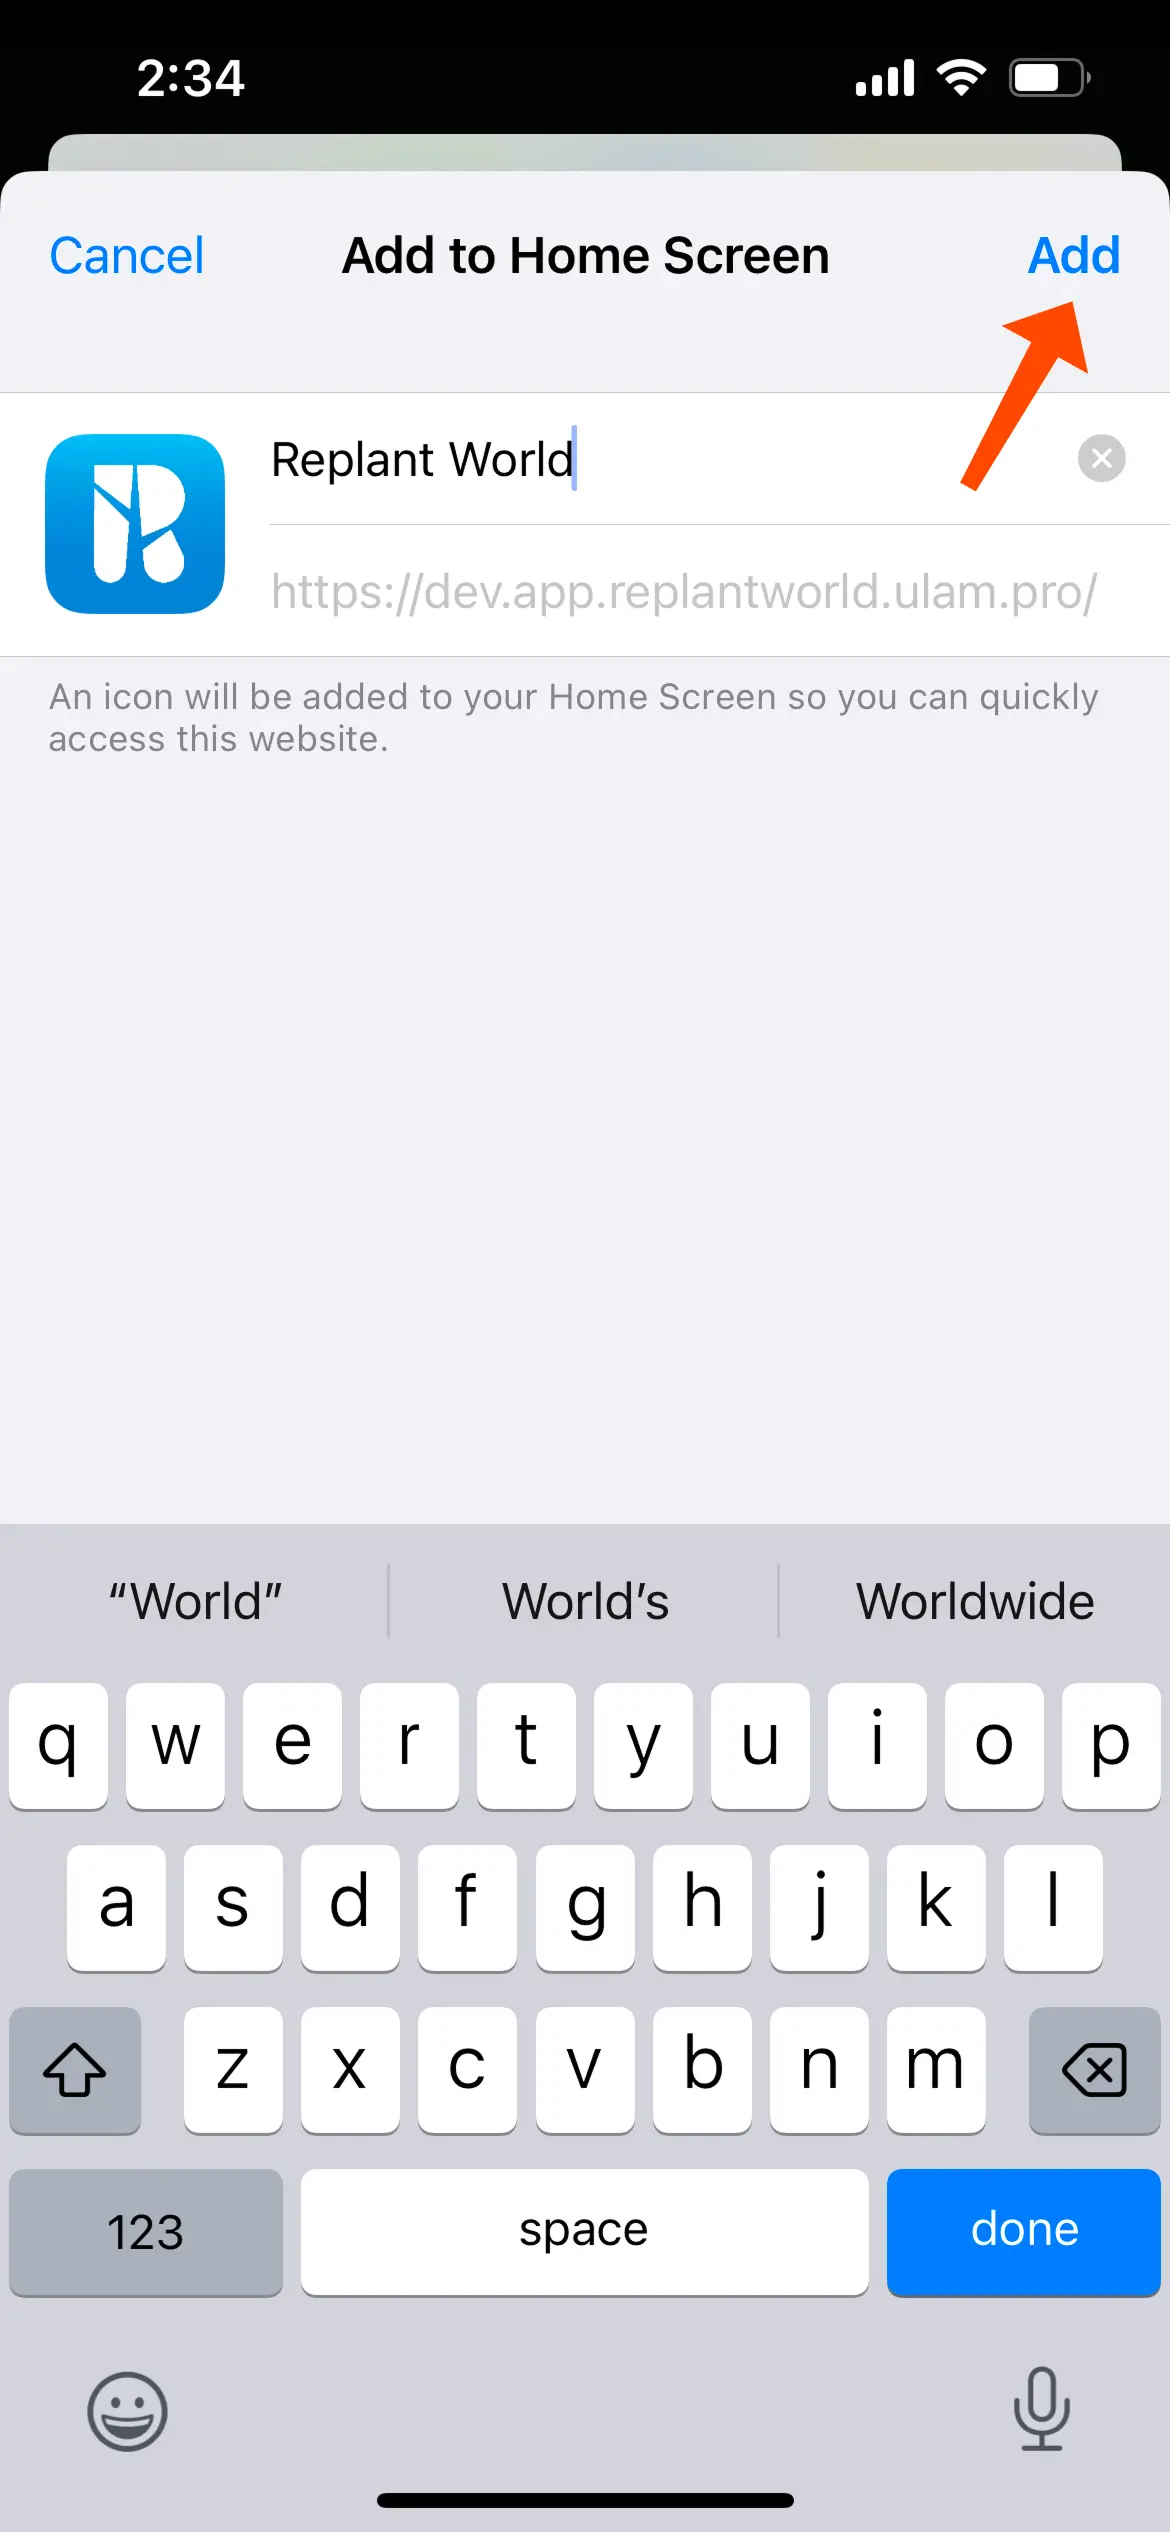 2:34
Cancel Add to Home Screen Add
Replant World
https://dev.app.replantworld.ulam.pro/
An icon will be added to your Home Screen so you can quickly
access this website.
“World” World’s Worldwide
q w e r t y u i o p
a s d f g h j k l
z x c v b n m
123 space done